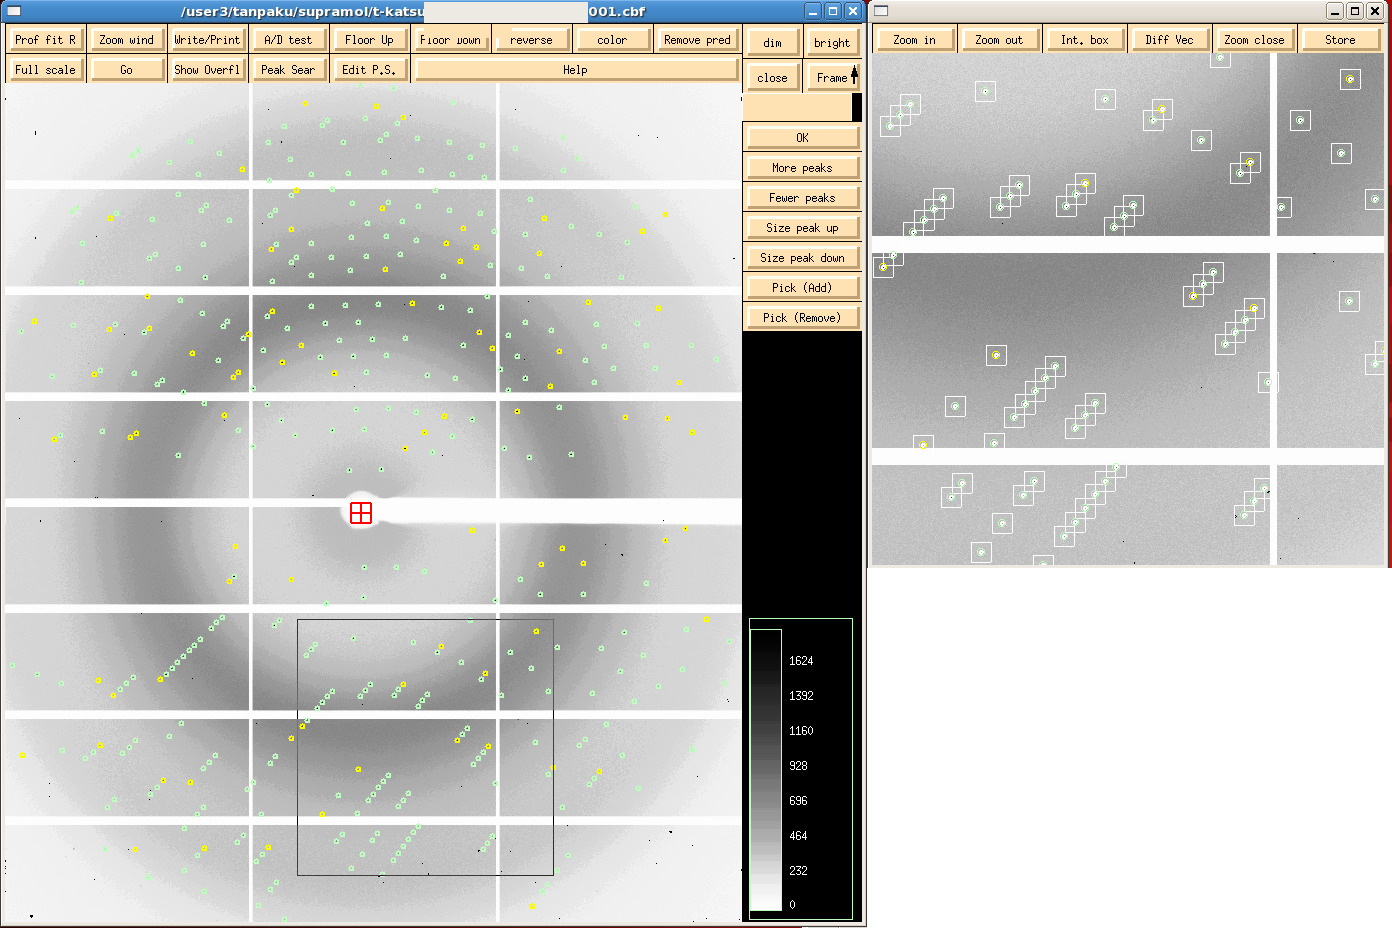 /user3/tanpaku/supramol/t-katsu 001.cbf
Prof fit R Zoom wind Write/Print A/D test Floor Up Floor Down reverse color Remove pred
Full scale Go Show Overfl Peak Sear Edit P.S. Help
dim bright
close Frame
OK
More peaks
Fewer peaks
Size peak up
Size peak down
Pick (Add)
Pick (Remove)
1624
1392
1160
928
696
464
232
0
Zoom in Zoom out Int. box Diff Vec Zoom close Store